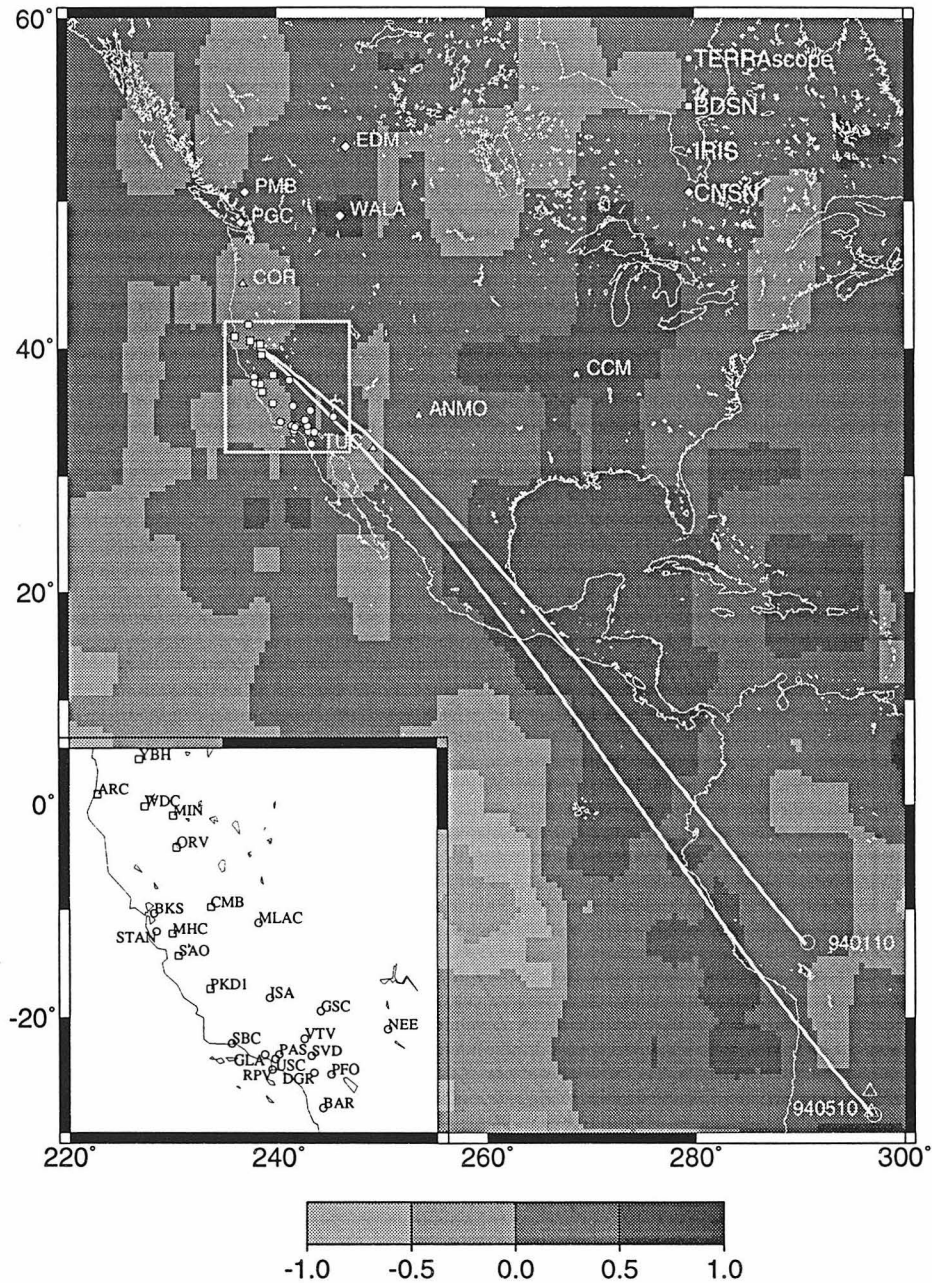 60°
TERRAscope
BDSN
EDM
IRIS
PMB
CNSN
WALA
PGC
COR
40°
CCM
ANMO
TUC
20°
YBH
ARC
WDC
MIN
0°
ORV
BKS
CMB
MLAC
STAN
MHC
SAO
940110
PKD1
ISA
GSC
-20°
NEE
SBC
VTV
GLA
PAS
SVD
USC
RPV
DGR
PFO
BAR
940510
220°
240°
260°
280°
300°
-1.0
-0.5
0.0
0.5
1.0